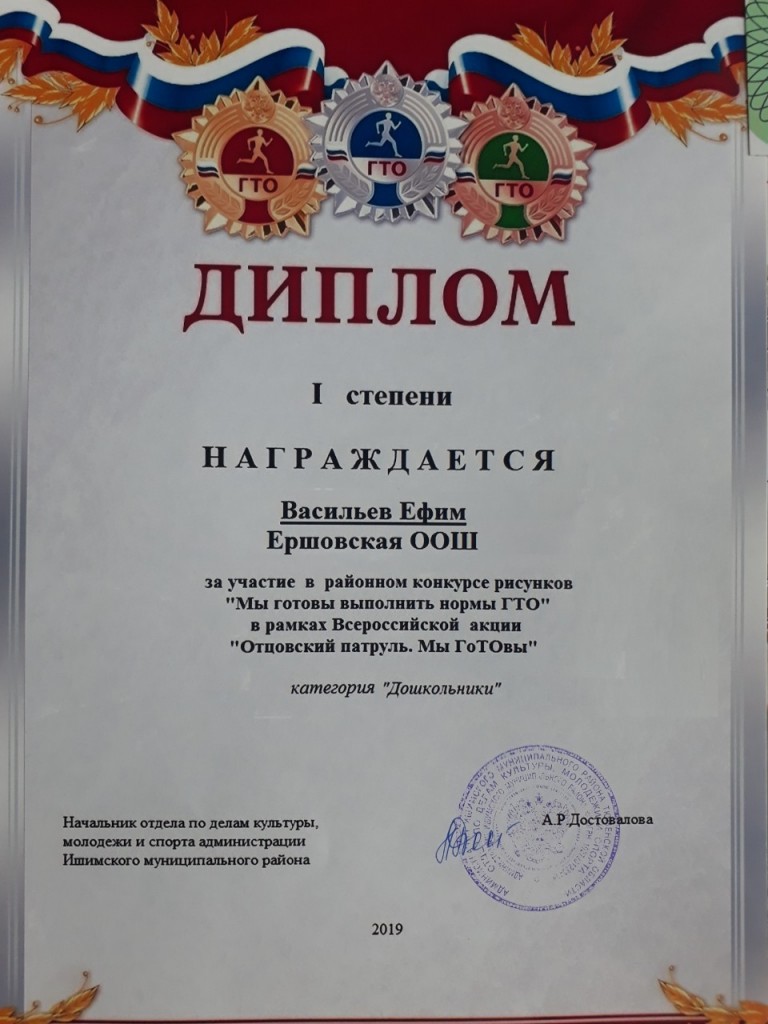 ГТО
ГТО
ГТО
ДИПЛОМ
I степени
НАГРАЖДАЕТСЯ
Васильев Ефим
Ершовская ООШ
за участие в районном конкурсе рисунков
"Мы готовы выполнить нормы ГТО"
в рамках Всероссийской акции
"Отцовский патруль. Мы ГоТОвы"
категория "Дошкольники"
Начальник отдела по делам культуры,
молодежи и спорта администрации
Ишимского муниципального района
А.Р.Достовалова
2019